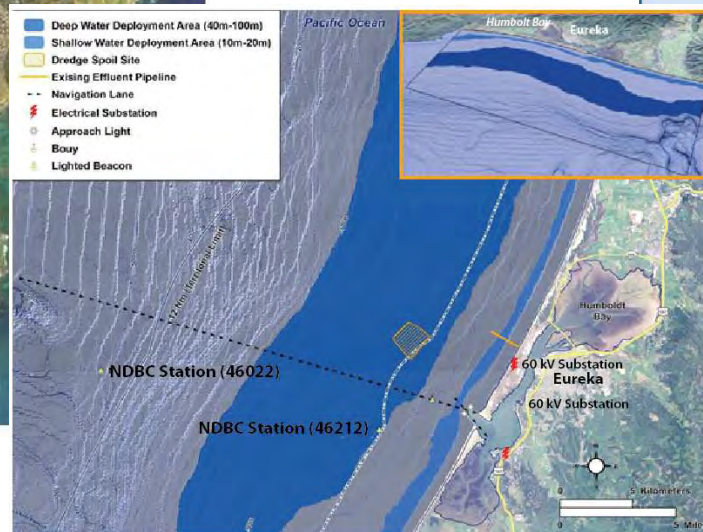 Deep Water Deployment Area (40m-100m)
Shallow Water Deployment Area (10m-20m)
Dredge Spoil Site
Exising Effluent Pipeline
Navigation Lane
Electrical Substation
Approach Light
Bouy
Lighted Beacon
Pacific Ocean
Humbolt Bay
Eureka
Humboldt
Bay
60 kV Substation
Eureka
60 kV Substation
NDBC Station (46022)
NDBC Station (46212)
0 5 Kilometers
0 5 Mile